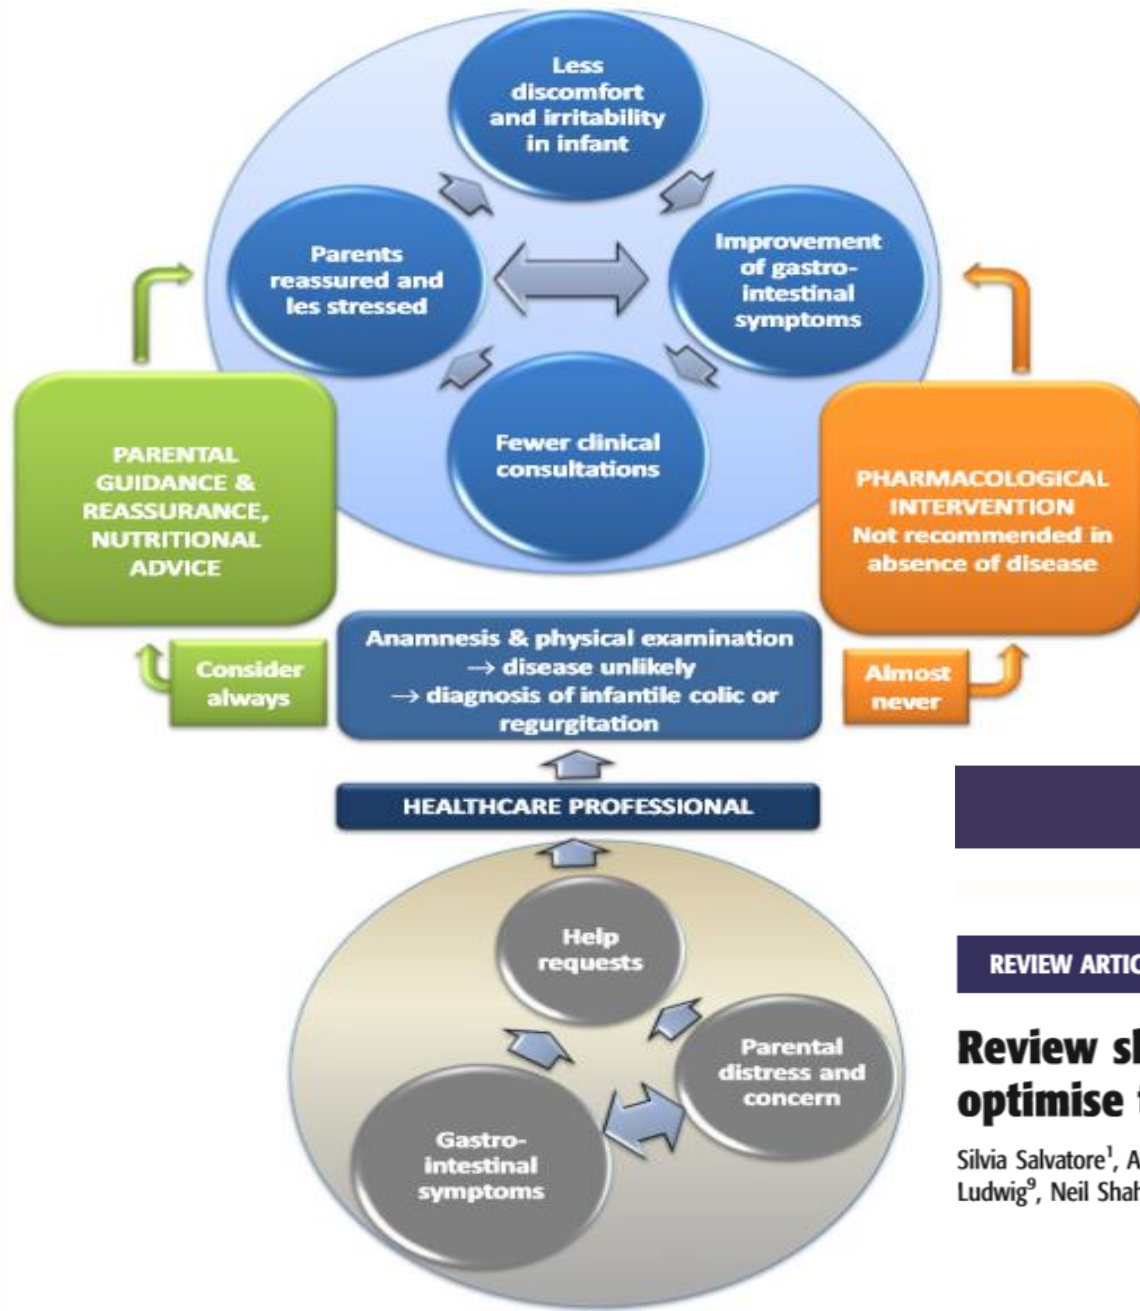 Less
discomfort
and irritability
in infant
Parents
reassured and
les stressed
Improvement
of gastro-
intestinal
symptoms
Fewer clinical
consultations
PARENTAL
GUIDANCE &
REASSURANCE,
NUTRITIONAL
ADVICE
PHARMACOLOGICAL
INTERVENTION
Not recommended in
absence of disease
Consider
always
Anamnesis & physical examination
→ disease unlikely
→ diagnosis of infantile colic or
regurgitation
Almost
never
HEALTHCARE PROFESSIONAL
Help
requests
Parental
distress and
concern
Gastro-
intestinal
symptoms
REVIEW ARTIC
Review sl
optimise t
Silvia Salvatore¹, A
Ludwig⁹, Neil Shah